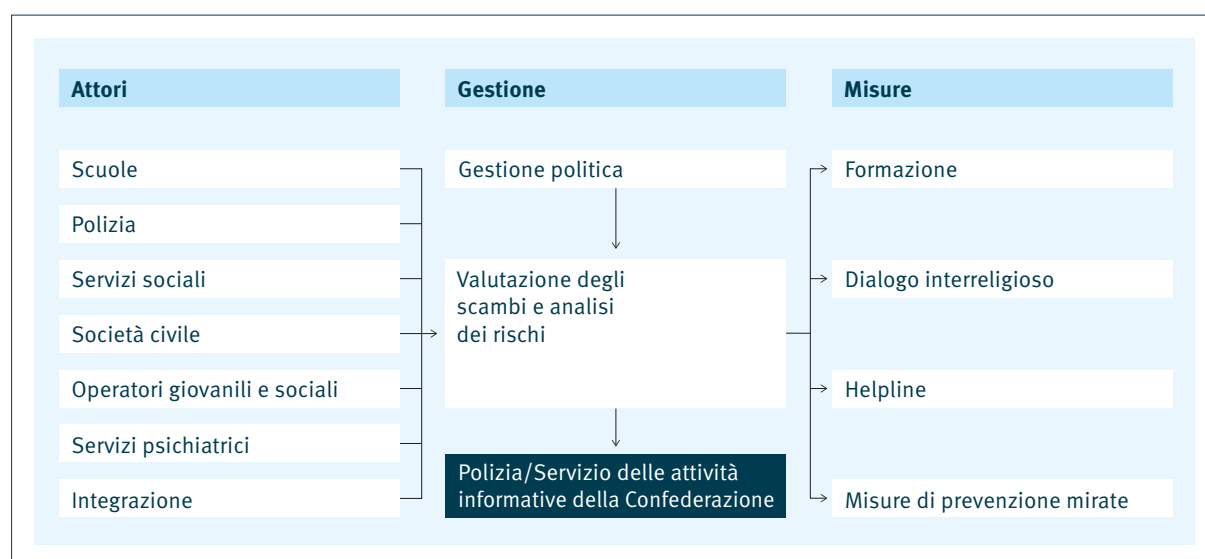 Attori
Scuole
Polizia
Servizi sociali
Società civile
Operatori giovanili e sociali
Servizi psichiatrici
Integrazione
Gestione
Gestione politica
Valutazione degli
scambi e analisi
dei rischi
Polizia/Servizio delle attività
informative della Confederazione
Misure
Formazione
Dialogo interreligioso
Helpline
Misure di prevenzione mirate